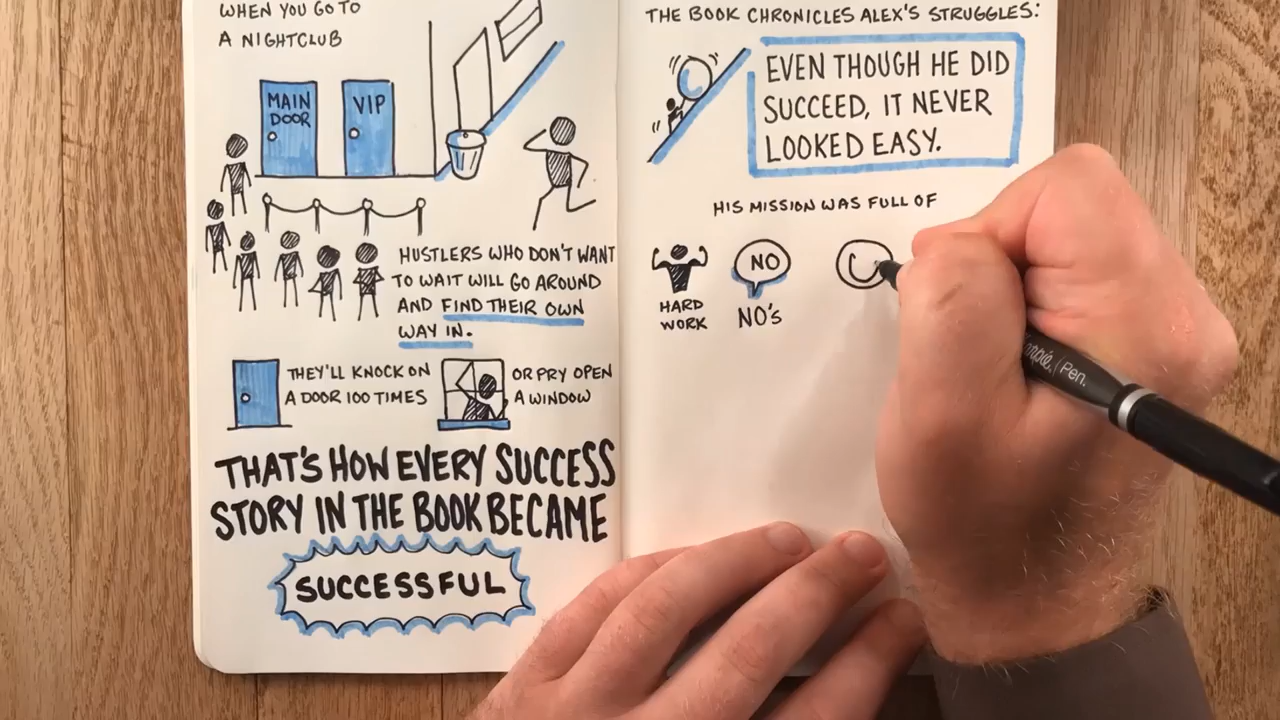 WHEN YOU GO TO
A NIGHTCLUB
MAIN
DOOR
VIP
HUSTLERS WHO DON'T WANT
TO WAIT WILL GO AROUND
AND FIND THEIR OWN
WAY IN.
THEY'LL KNOCK ON
A DOOR 100 TIMES
OR PRY OPEN
A WINDOW
THAT'S HOW EVERY SUCCESS
STORY IN THE BOOK BECAME
SUCCESSFUL
THE BOOK CHRONICLES ALEX'S STRUGGLES:
EVEN THOUGH HE DID
SUCCEED, IT NEVER
LOOKED EASY.
HIS MISSION WAS FULL OF
HARD
WORK
NO
NO'S
Sharpie. Pen.